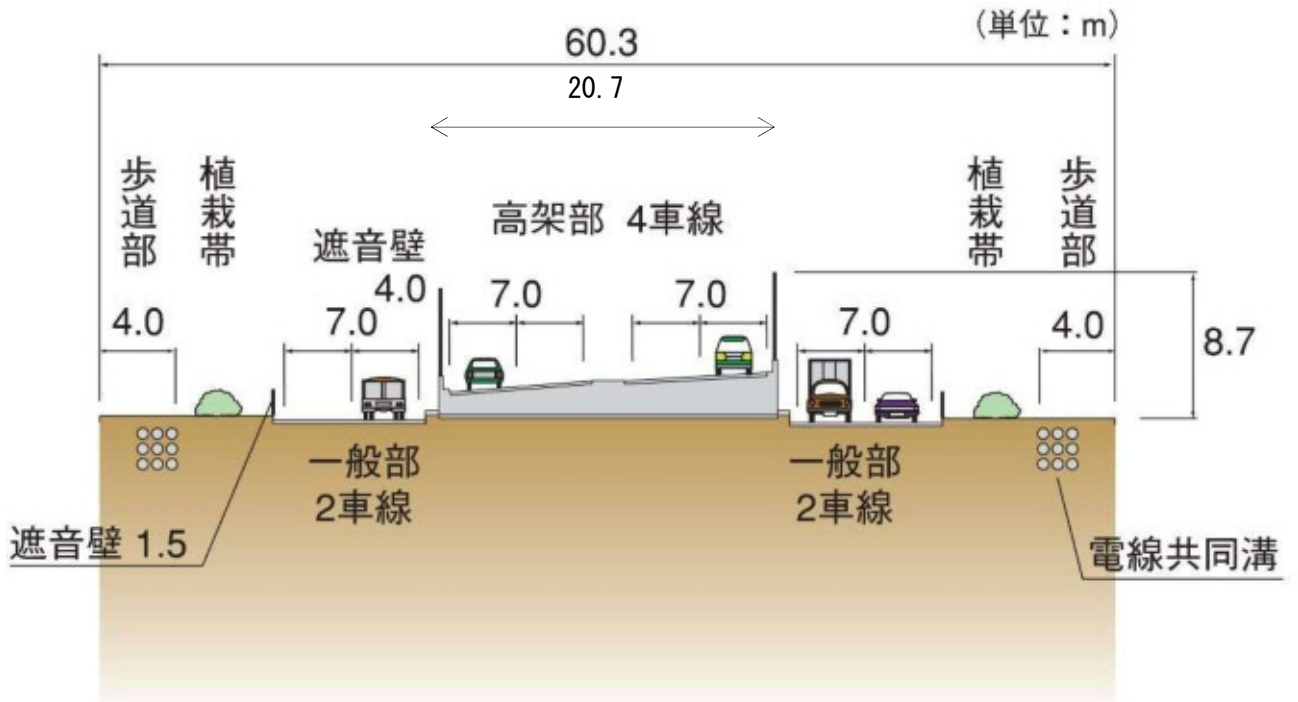 (単位：m)
60.3
20.7
歩道部
植栽帯
遮音壁
4.0
高架部 4車線
植栽帯
歩道部
4.0
7.0
7.0
7.0
7.0
4.0
8.7
一般部
2車線
一般部
2車線
遮音壁 1.5
電線共同溝